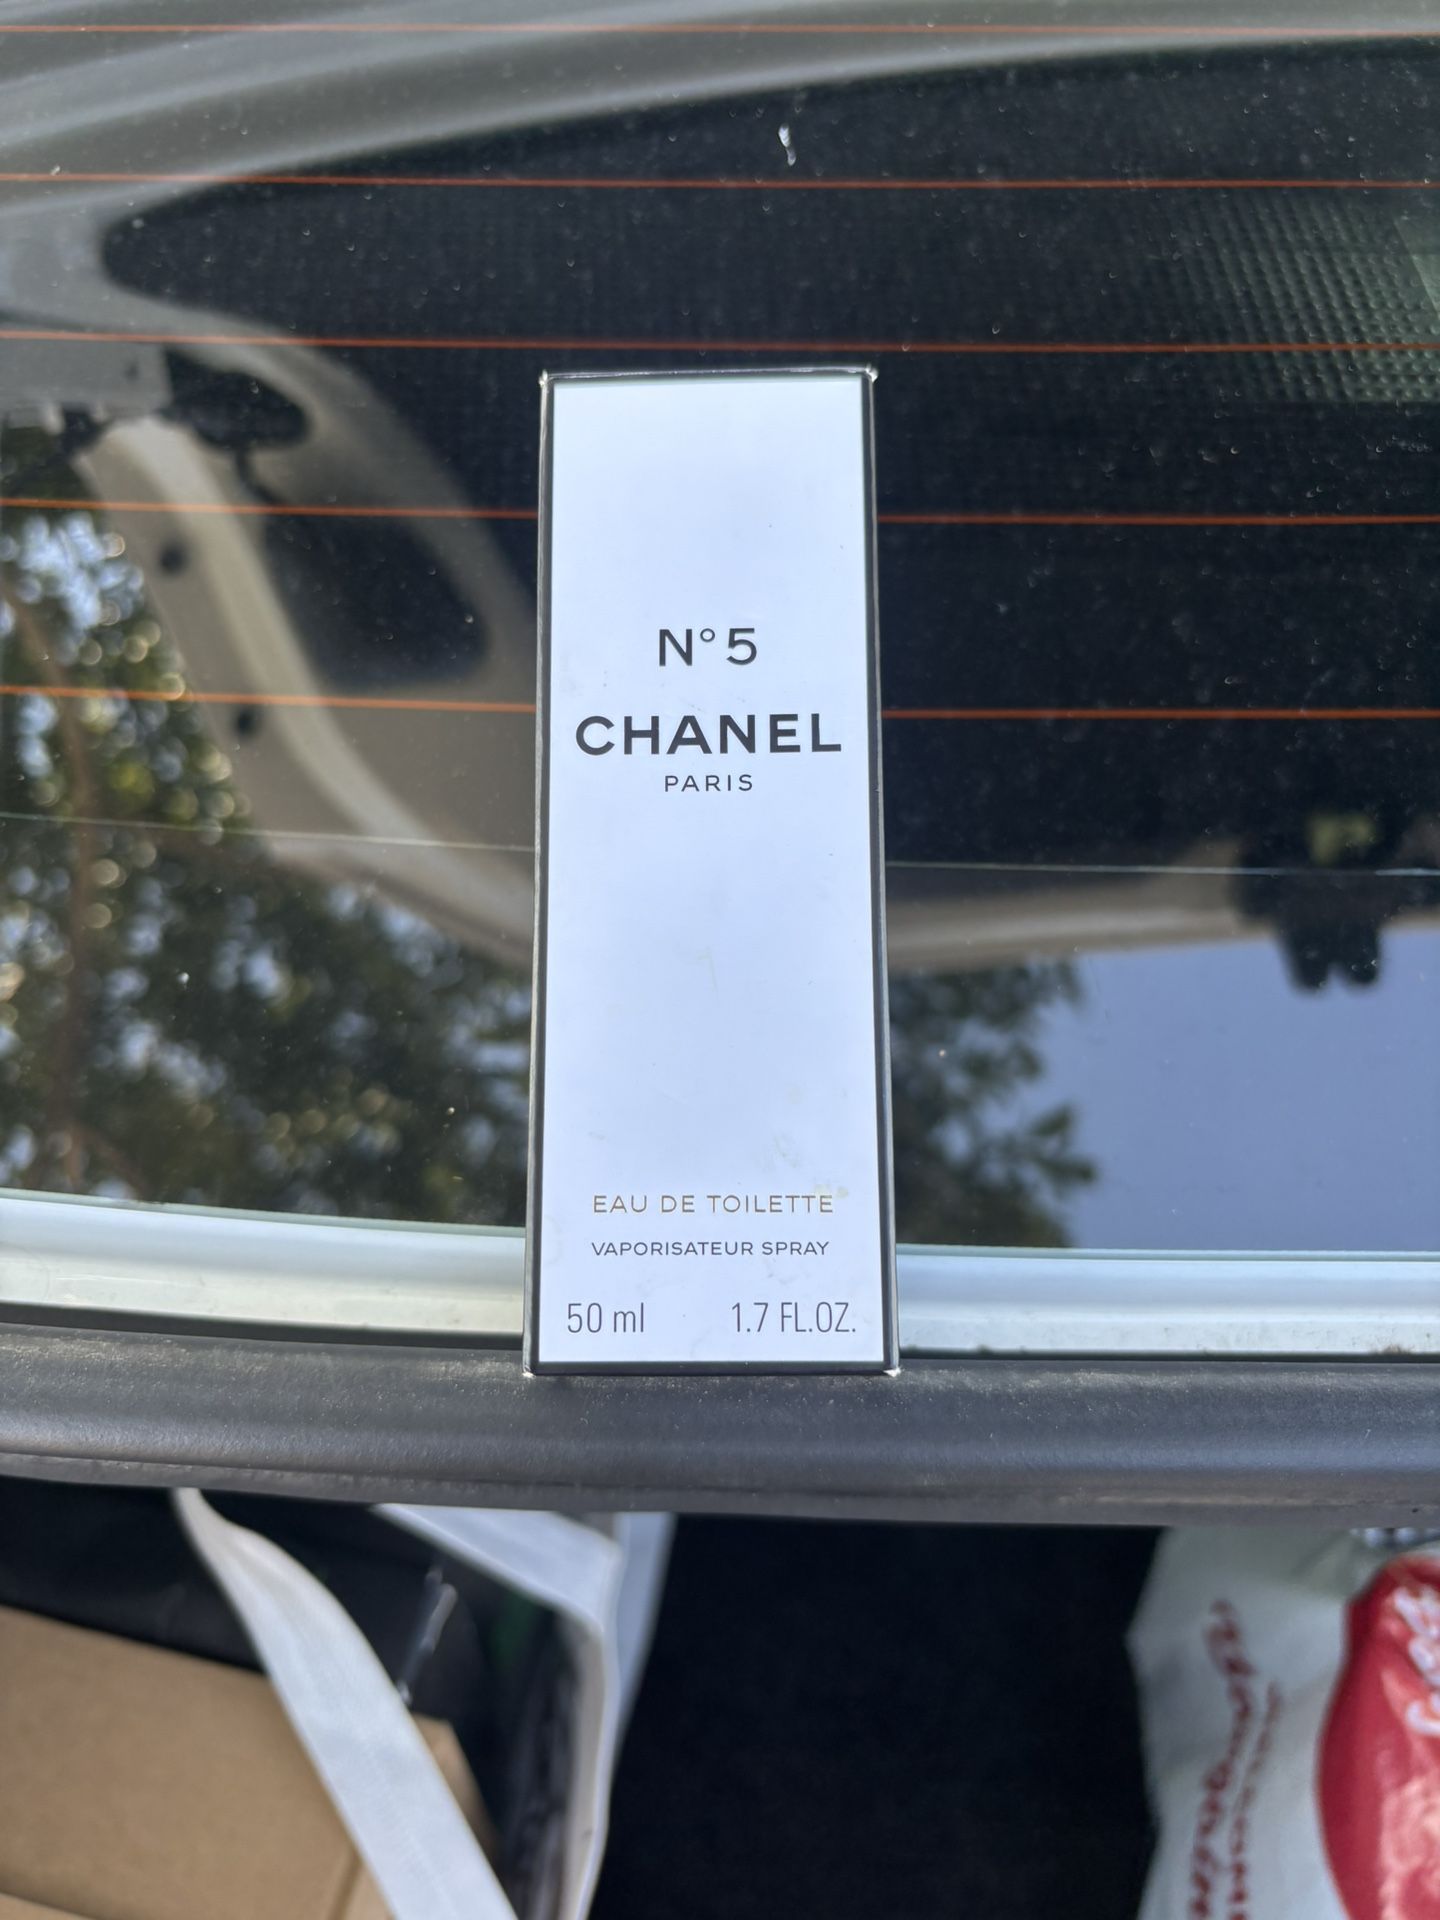 N°5
CHANEL
PARIS
EAU DE TOILETTE
VAPORISATEUR SPRAY
50 ml 1.7 FL.OZ.